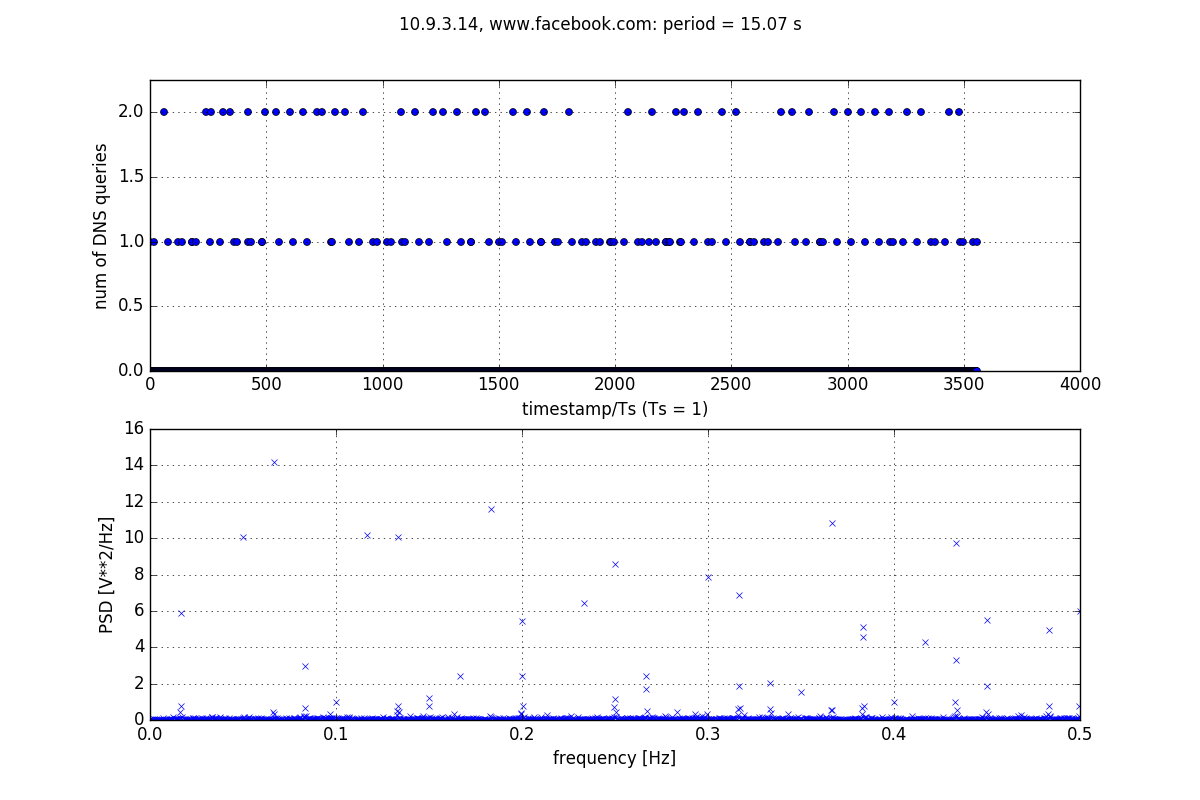 10.9.3.14, www.facebook.com: period = 15.07 s
2.0
1.5
1.0
0.5
0.0
num of DNS queries
0 500 1000 1500 2000 2500 3000 3500 4000
timestamp/Ts (Ts = 1)
16
14
12
10
8
6
4
2
0
PSD [V**2/Hz]
0.0 0.1 0.2 0.3 0.4 0.5
frequency [Hz]